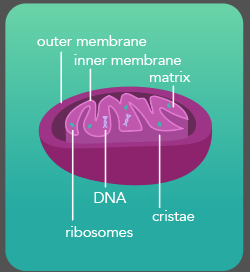 outer membrane
inner membrane
matrix
DNA
cristae
ribosomes